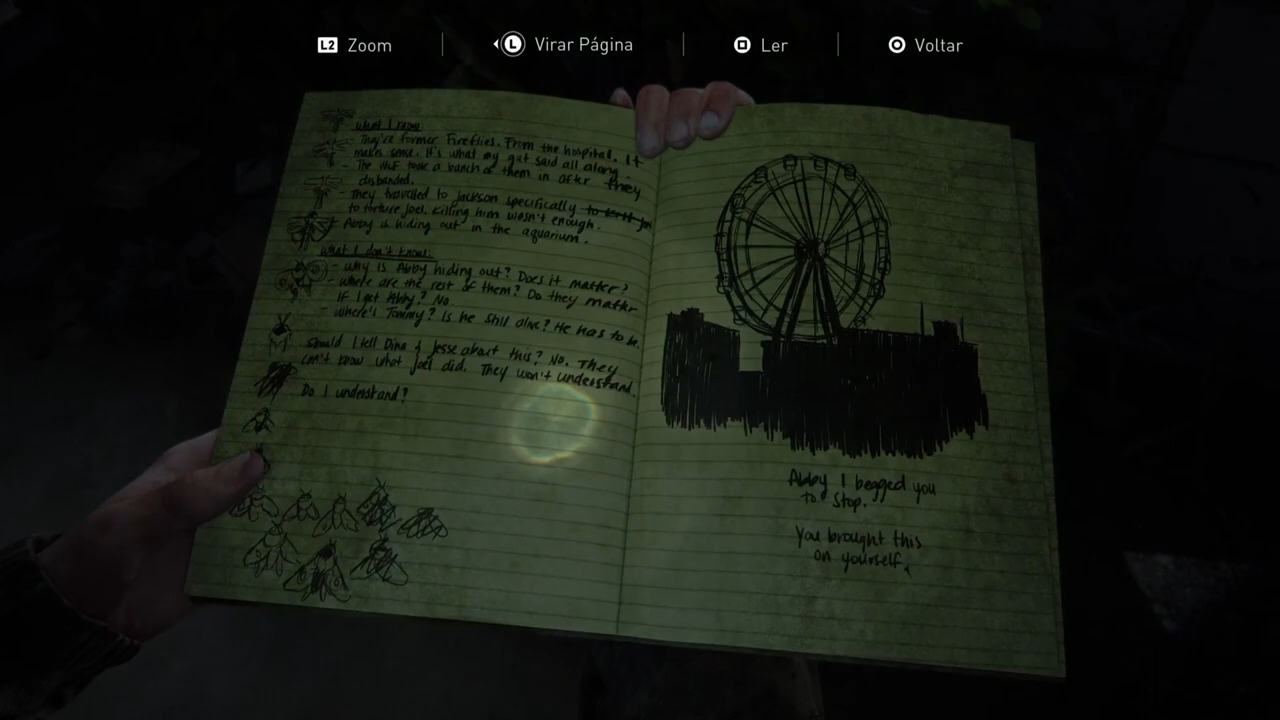 L2 Zoom
L Virar Página
Ler
Voltar
What I know:
- They're former Fireflies. From the hospital. It
makes sense. It's what my gut said all along.
- The WLF took a bunch of them in after they
disbanded.
- They travelled to Jackson specifically
to torture Joel. Killing him wasn't enough.
- Abby is hiding out in the aquarium.
What I don't know:
- Why is Abby hiding out? Does it matter?
- Where are the rest of them? Do they matter
if I get Abby? No.
- Where's Tommy? Is he still alive? He has to be.
Should I tell Dina & Jesse about this? No. They
can't know what Joel did. They won't understand.
Do I understand?
Abby I begged you
to stop.
You brought this
on yourself.